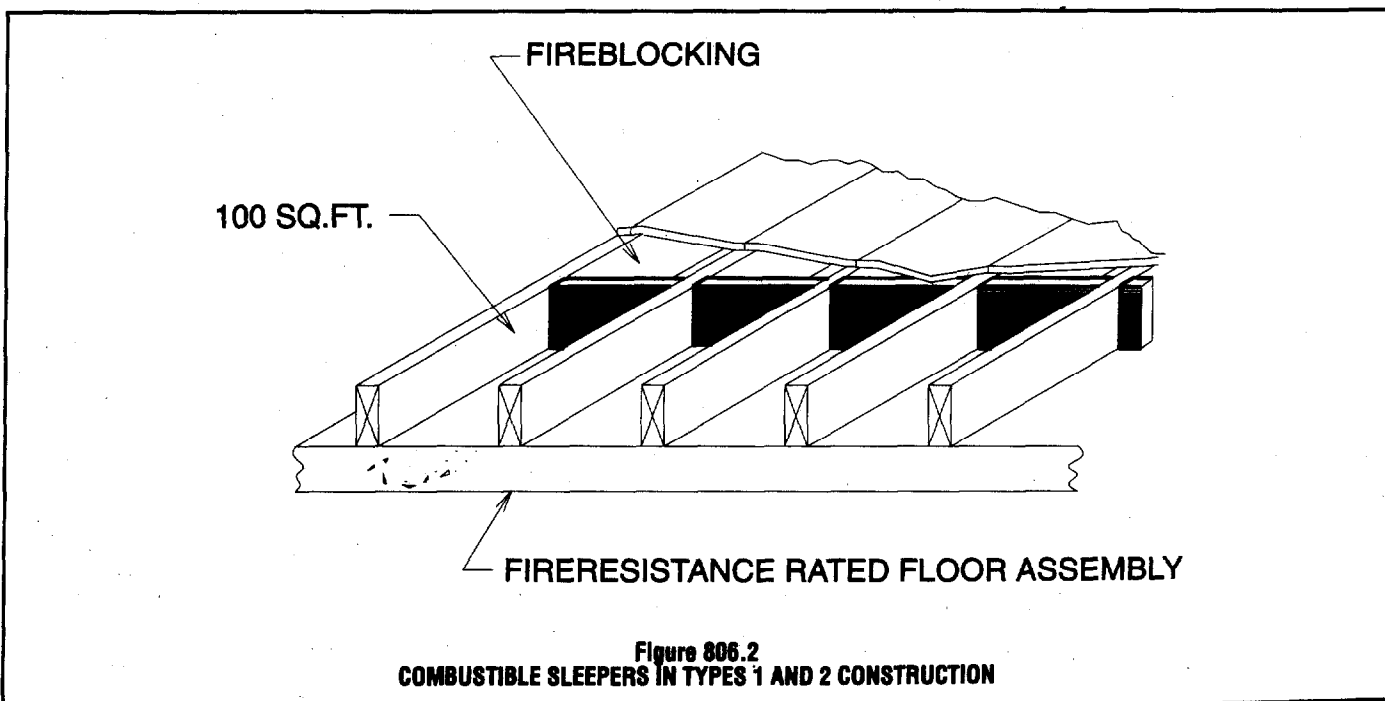 FIREBLOCKING
100 SQ.FT.
FIRERESISTANCE RATED FLOOR ASSEMBLY
Figure 806.2
COMBUSTIBLE SLEEPERS IN TYPES 1 AND 2 CONSTRUCTION